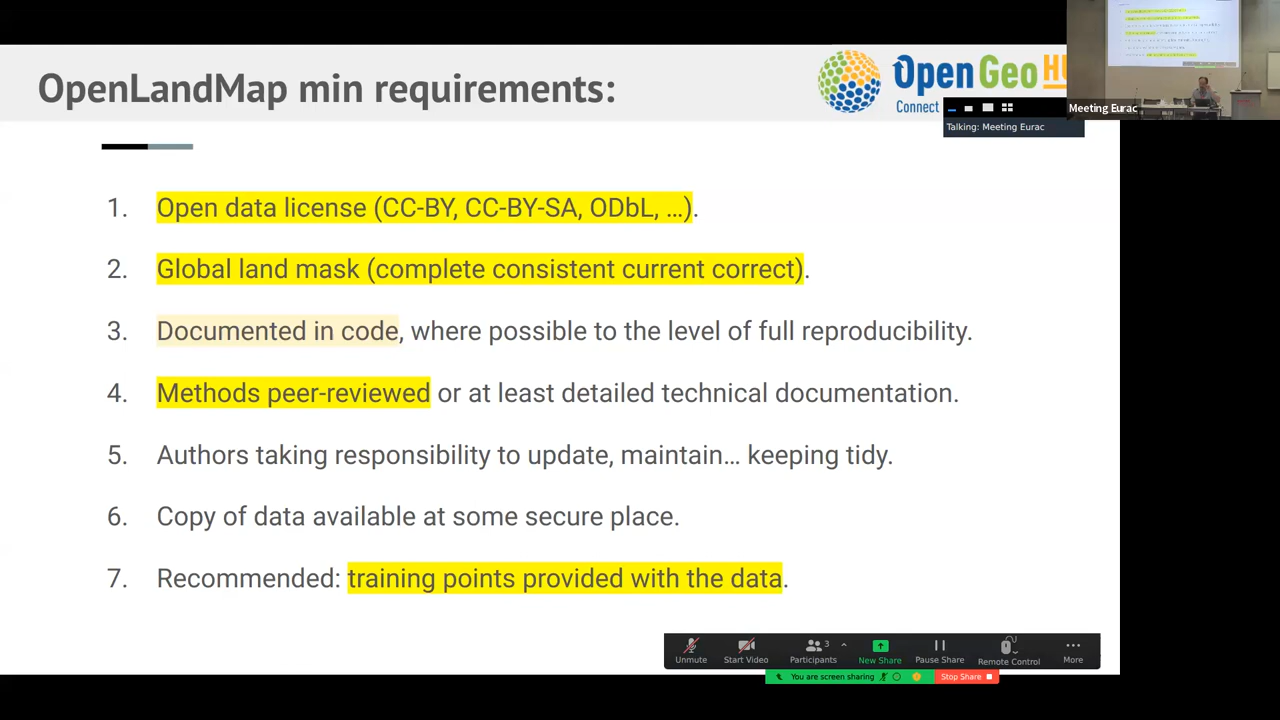 OpenLandMap min requirements:
OpenGeoHU
Connect
Meeting Eurac
Talking: Meeting Eurac
1. Open data license (CC-BY, CC-BY-SA, ODbL, …).
2. Global land mask (complete consistent current correct).
3. Documented in code, where possible to the level of full reproducibility.
4. Methods peer-reviewed or at least detailed technical documentation.
5. Authors taking responsibility to update, maintain… keeping tidy.
6. Copy of data available at some secure place.
7. Recommended: training points provided with the data.
3
Unmute Start Video Participants New Share Pause Share Remote Control More
You are screen sharing Stop Share